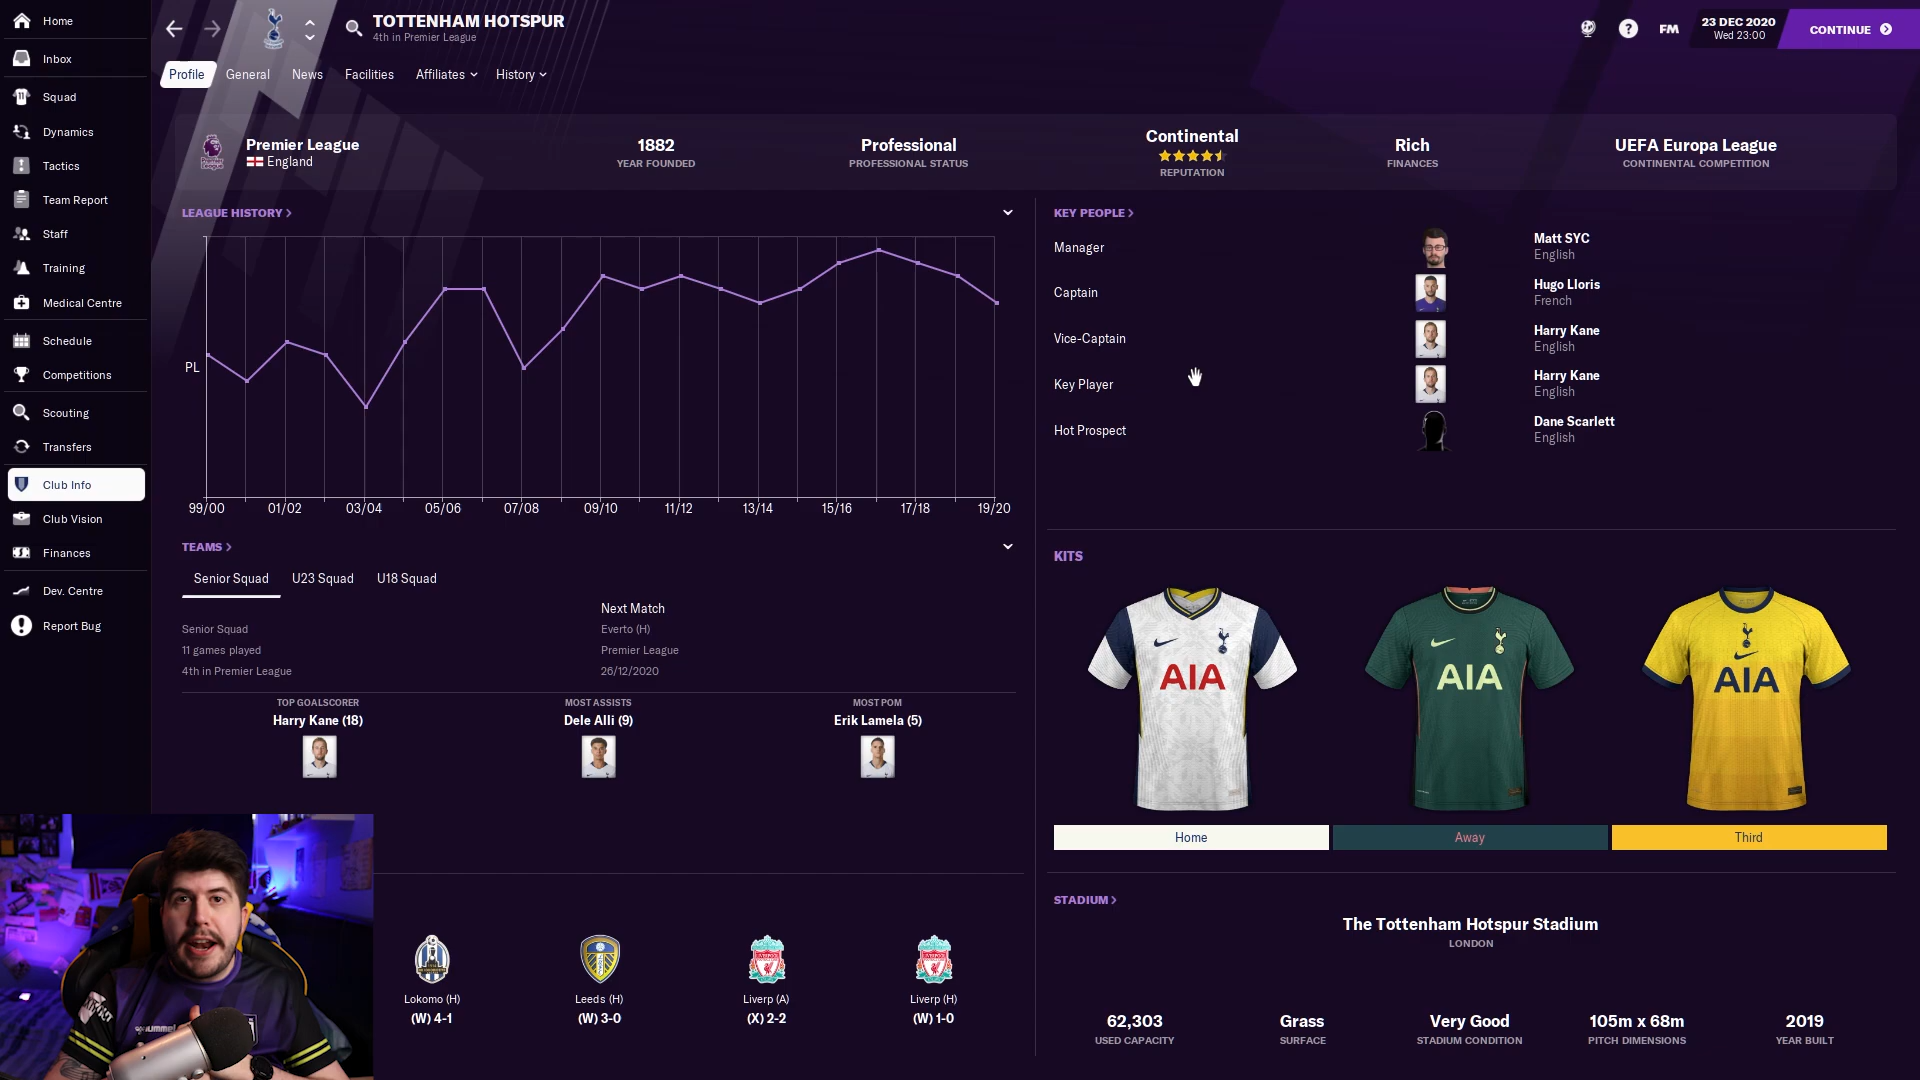 Home
Inbox
Squad
Dynamics
Tactics
Team Report
Staff
Training
Medical Centre
Schedule
Competitions
Scouting
Transfers
Club Info
Club Vision
Finances
Dev. Centre
Report Bug
TOTTENHAM HOTSPUR
4th in Premier League
FM
23 DEC 2020
Wed 23:00
CONTINUE
Profile General News Facilities Affiliates History
Premier League
England
1882
YEAR FOUNDED
Professional
PROFESSIONAL STATUS
Continental
REPUTATION
Rich
FINANCES
UEFA Europa League
CONTINENTAL COMPETITION
LEAGUE HISTORY >
PL
99/00 01/02 03/04 05/06 07/08 09/10 11/12 13/14 15/16 17/18 19/20
TEAMS >
Senior Squad U23 Squad U18 Squad
Senior Squad
11 games played
4th in Premier League
Next Match
Everto (H)
Premier League
26/12/2020
TOP GOALSCORER
Harry Kane (18)
MOST ASSISTS
Dele Alli (9)
MOST POM
Erik Lamela (5)
Lokomo (H)
(W) 4-1
Leeds (H)
(W) 3-0
Liverp (A)
(X) 2-2
Liverp (H)
(W) 1-0
KEY PEOPLE >
Manager
Matt SYC
English
Captain
Hugo Lloris
French
Vice-Captain
Harry Kane
English
Key Player
Harry Kane
English
Hot Prospect
Dane Scarlett
English
KITS
AIA
AIA
AIA
Home
Away
Third
STADIUM >
The Tottenham Hotspur Stadium
LONDON
62,303
USED CAPACITY
Grass
SURFACE
Very Good
STADIUM CONDITION
105m x 68m
PITCH DIMENSIONS
2019
YEAR BUILT
hummel